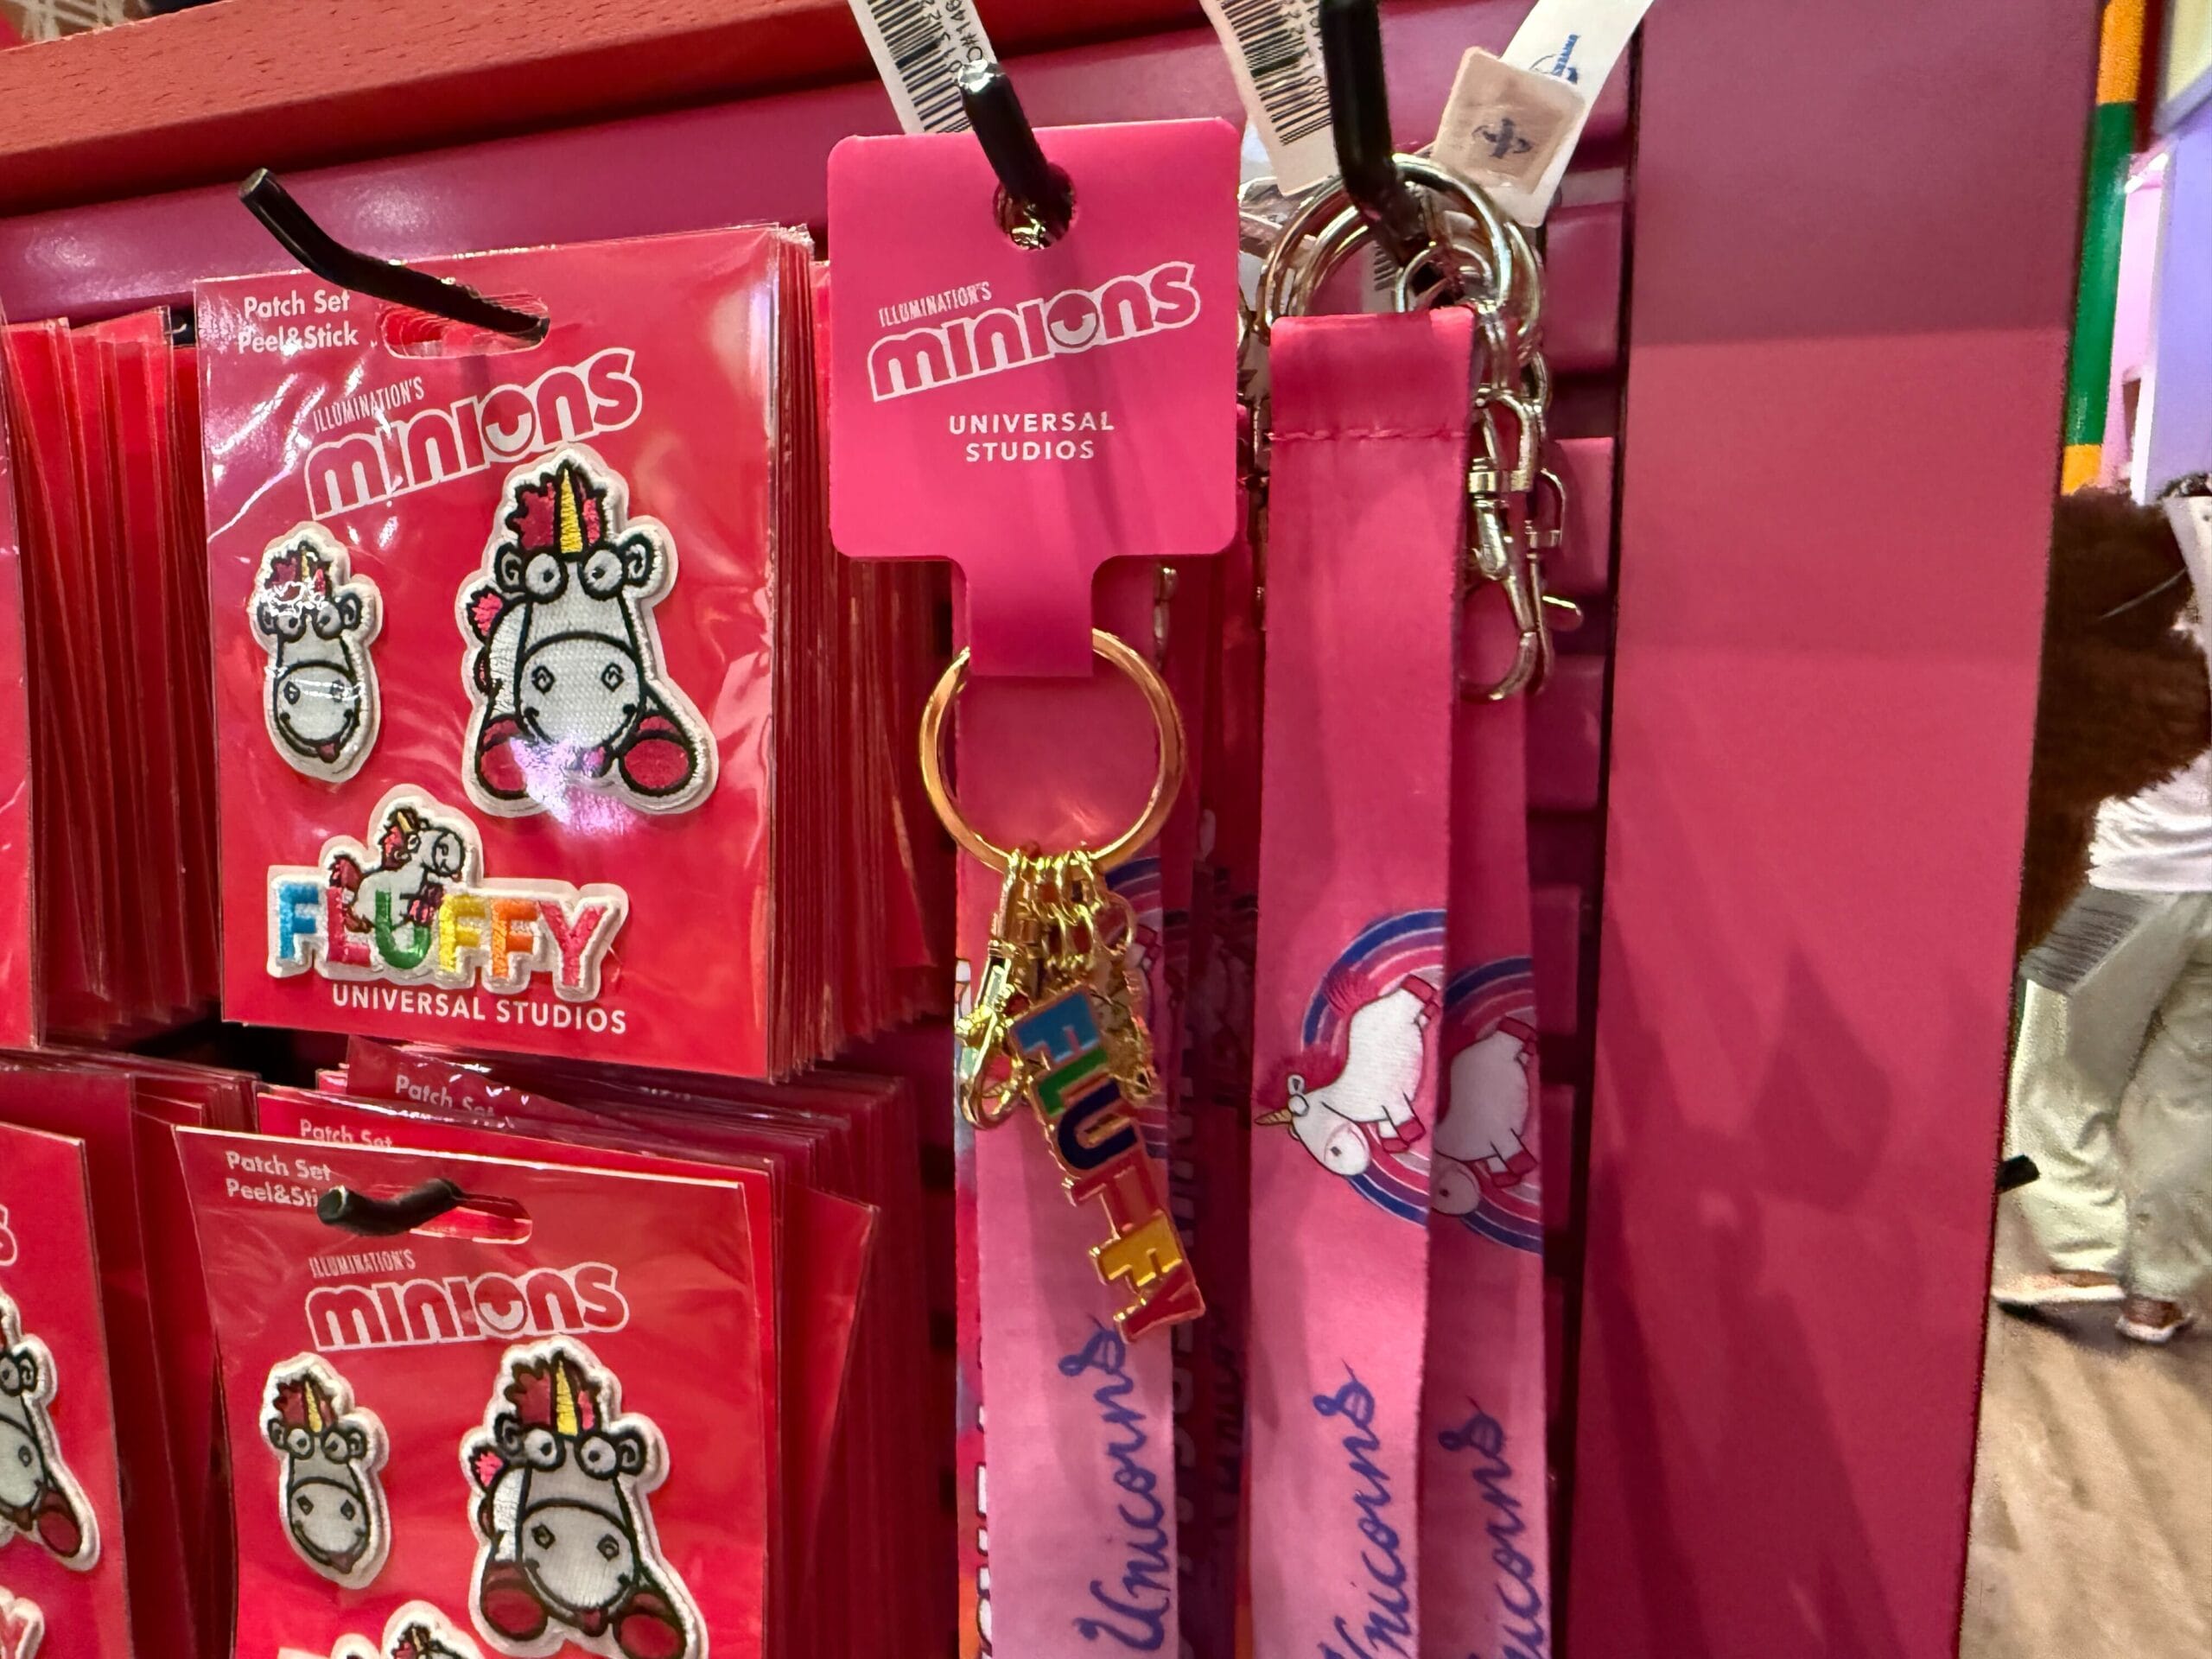 Patch Set
Peel&Stick
ILLUMINATION'S
minions
FLUFFY
UNIVERSAL STUDIOS
ILLUMINATION'S
minions
UNIVERSAL
STUDIOS
FLUFFY
Unicorns
Unicorns
Patch Set
Patch Set
Patch Set
ILLUMINATION'S
minions